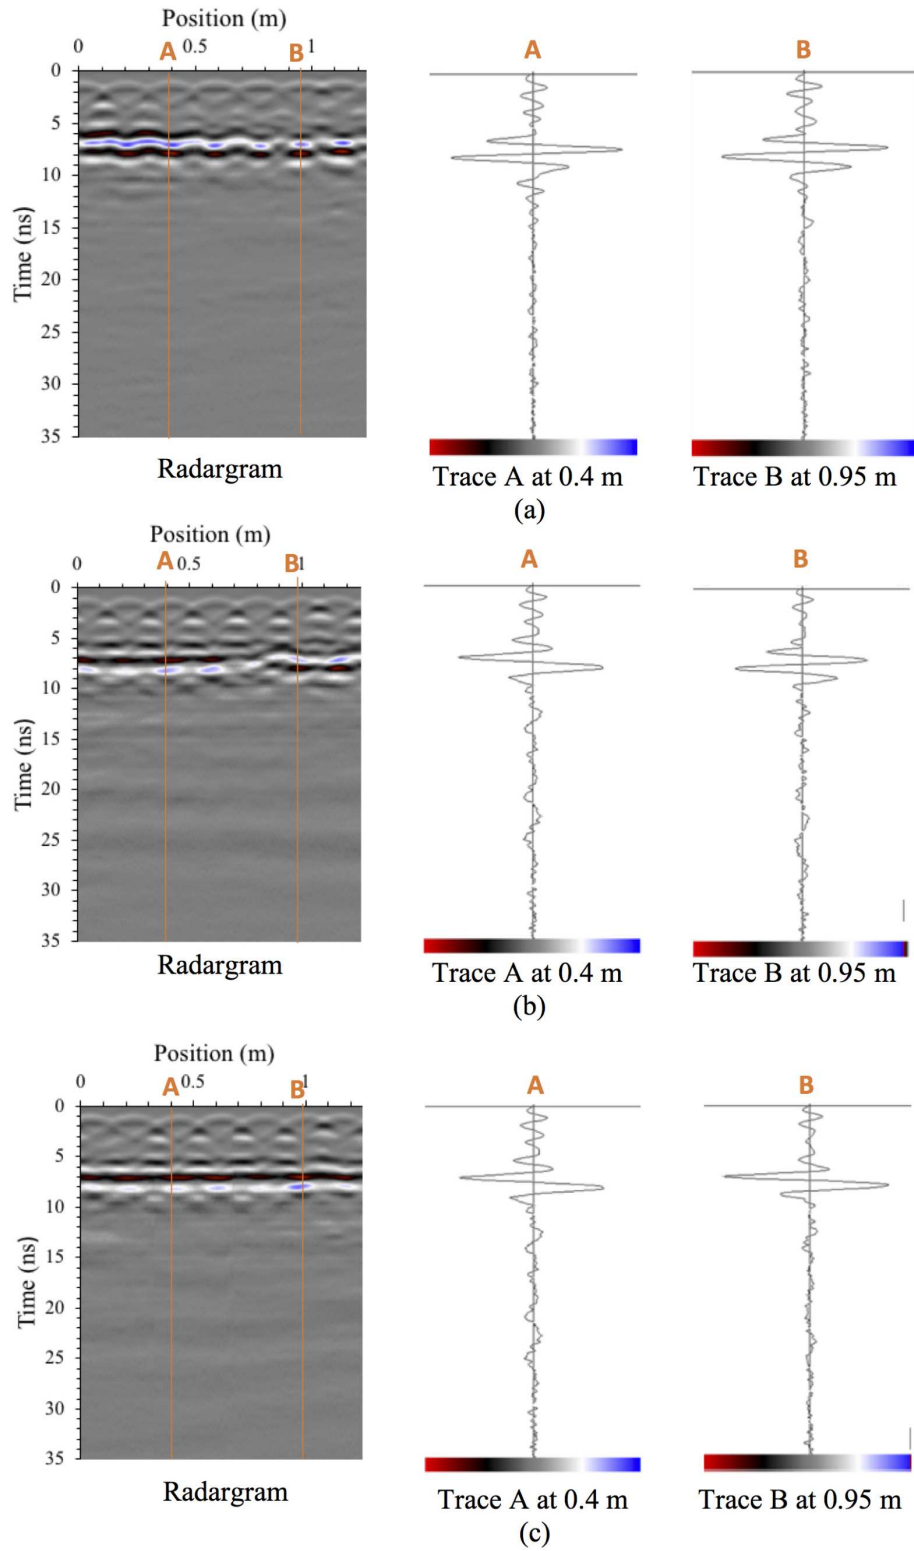 Position (m)
0 A 0.5 B 1
A
B
0
5
10
15
20
25
30
35
Time (ns)
Radargram
Trace A at 0.4 m
Trace B at 0.95 m
(a)
Position (m)
0 A 0.5 B 1
A
B
0
5
10
15
20
25
30
35
Time (ns)
Radargram
Trace A at 0.4 m
Trace B at 0.95 m
(b)
Position (m)
0 A 0.5 B 1
A
B
0
5
10
15
20
25
30
35
Time (ns)
Radargram
Trace A at 0.4 m
Trace B at 0.95 m
(c)